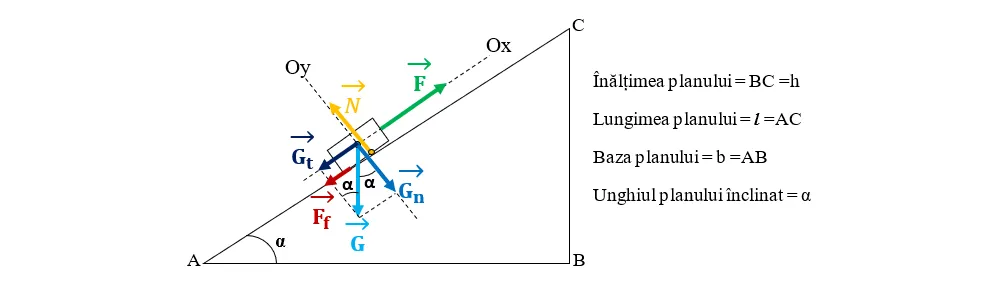 C
Ox
Oy
F
N
Înălțimea planului = BC =h
Lungimea planului = l =AC
Gt
Baza planului = b =AB
α
α
Gn
Unghiul planului înclinat = α
Ff
G
α
A
B